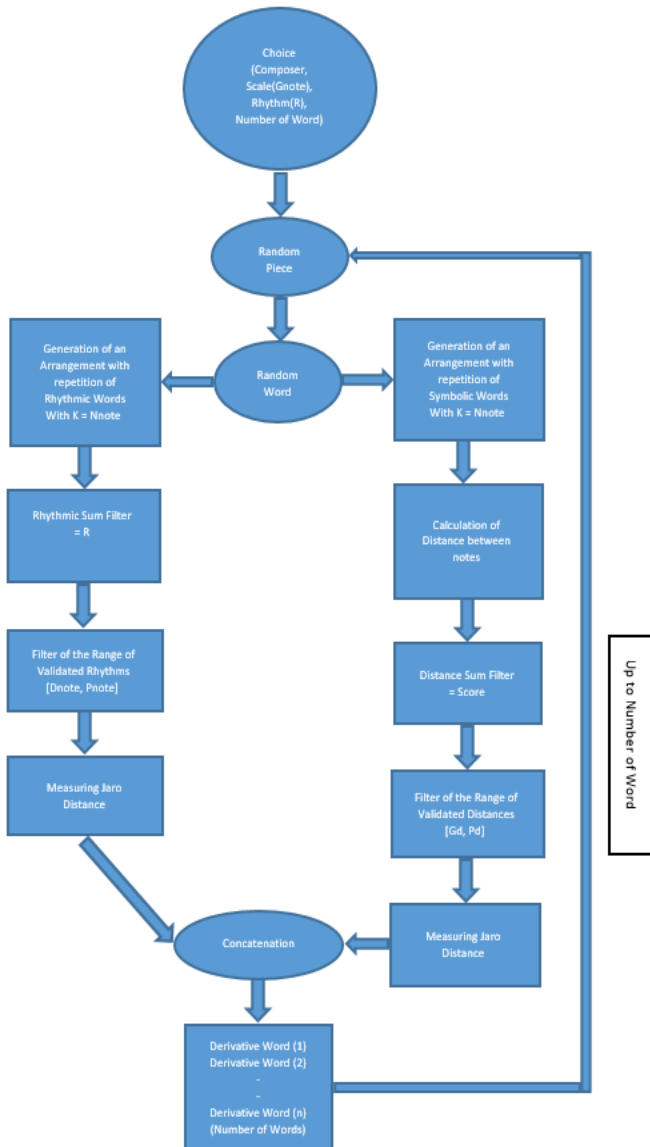 Choice
(Composer,
Scale(Gnote),
Rhythm(R),
Number of Word)
Random
Piece
Random
Word
Generation of an
Arrangement with
repetition of
Rhythmic Words
With K = Nnote
Rhythmic Sum Filter
= R
Filter of the Range of
Validated Rhythms
[Dnote, Pnote]
Measuring Jaro
Distance
Generation of an
Arrangement with
repetition of
Symbolic Words
With K = Nnote
Calculation of
Distance between
notes
Distance Sum Filter
= Score
Filter of the Range of
Validated Distances
[Gd, Pd]
Measuring Jaro
Distance
Concatenation
Derivative Word (1)
Derivative Word (2)
-
-
Derivative Word (n)
(Number of Words)
Up to Number of Word